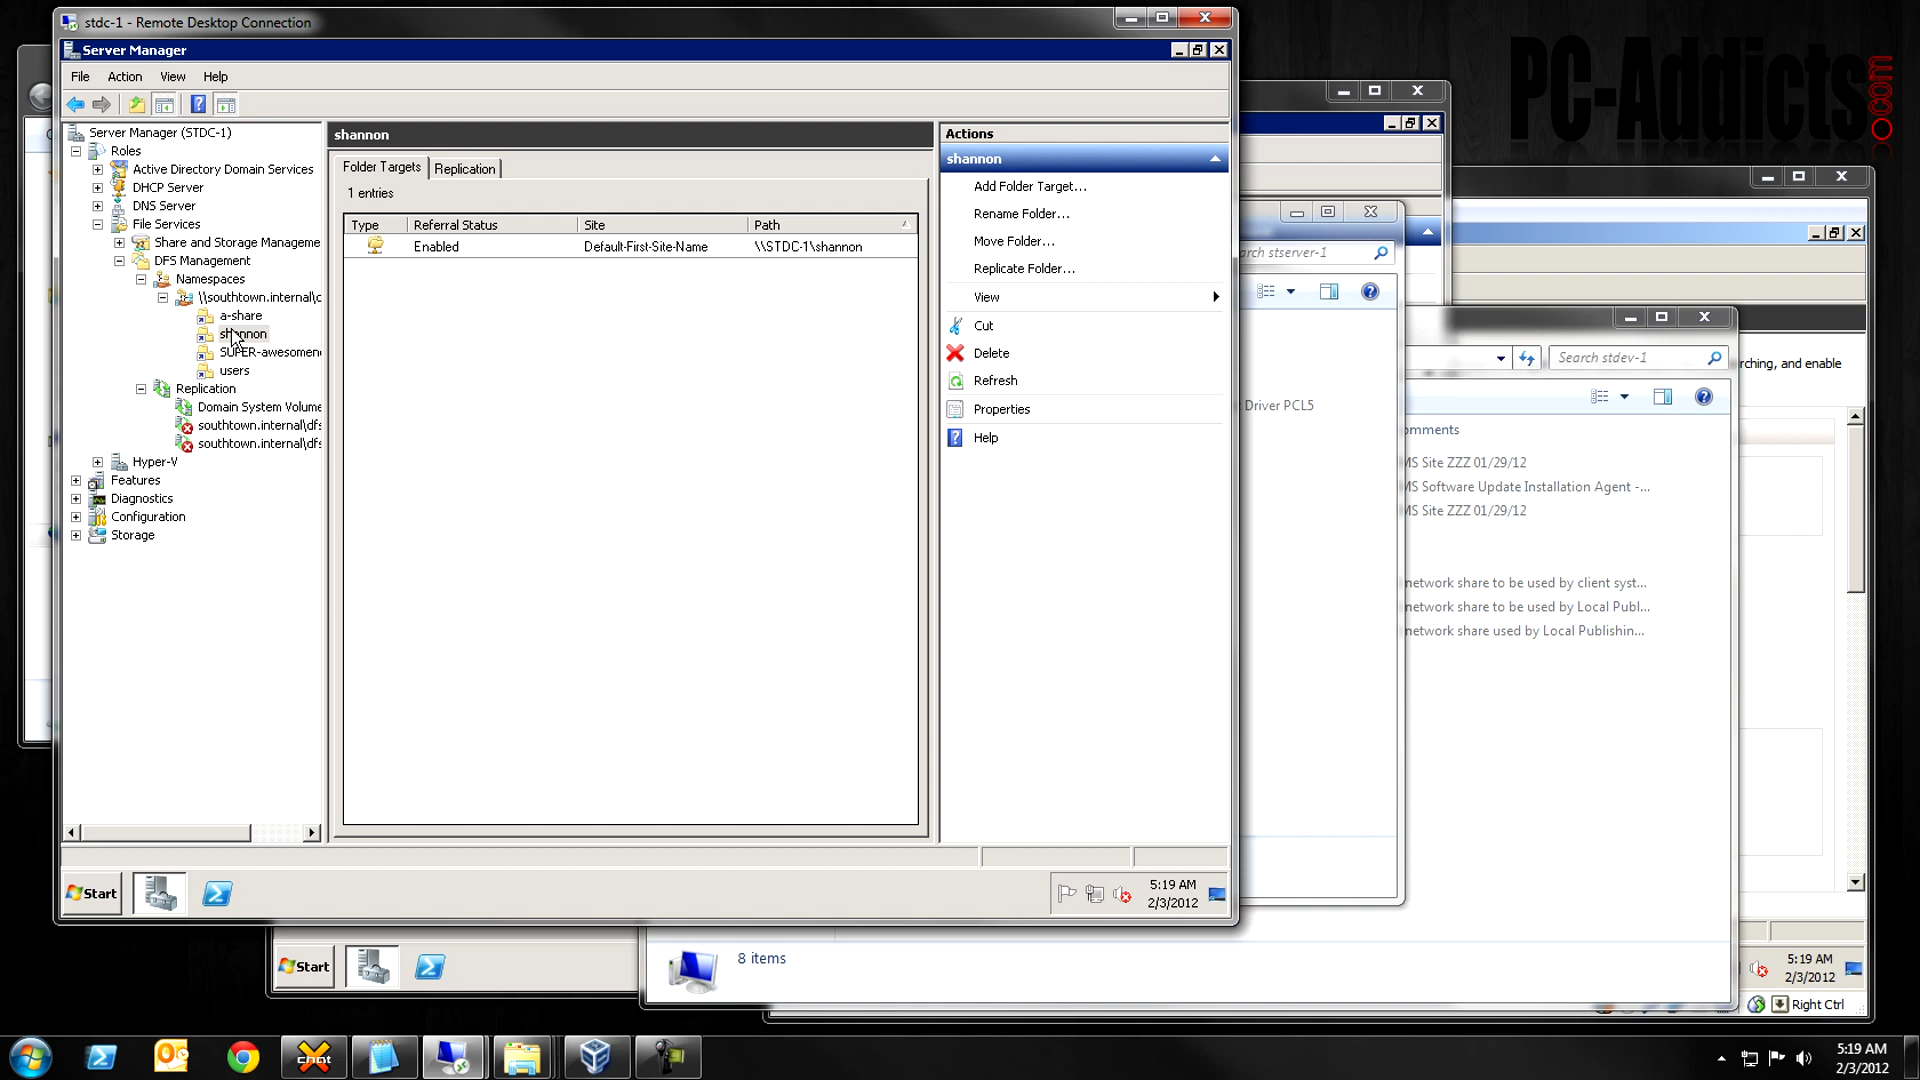 stdc-1 - Remote Desktop Connection
Server Manager
File Action View Help
Server Manager (STDC-1)
Roles
Active Directory Domain Services
DHCP Server
DNS Server
File Services
Share and Storage Manageme
DFS Management
Namespaces
\\southtown.internal\
a-share
shannon
SUPER-awesomen
users
Replication
Domain System Volume
southtown.internal\dfs
southtown.internal\dfs
Hyper-V
Features
Diagnostics
Configuration
Storage
shannon
Folder Targets Replication
1 entries
Type Referral Status Site Path
Enabled Default-First-Site-Name \\STDC-1\shannon
Actions
shannon
Add Folder Target...
Rename Folder...
Move Folder...
Replicate Folder...
View
Cut
Delete
Refresh
Properties
Help
Start
5:19 AM
2/3/2012
PC-Addicts
.com
arch stserver-1
Driver PCL5
Search stdev-1
rching, and enable
omments
MS Site ZZZ 01/29/12
MS Software Update Installation Agent -...
MS Site ZZZ 01/29/12
network share to be used by client syst...
network share to be used by Local Publ...
network share used by Local Publishin...
Start
8 items
5:19 AM
2/3/2012
Right Ctrl
chat
5:19 AM
2/3/2012